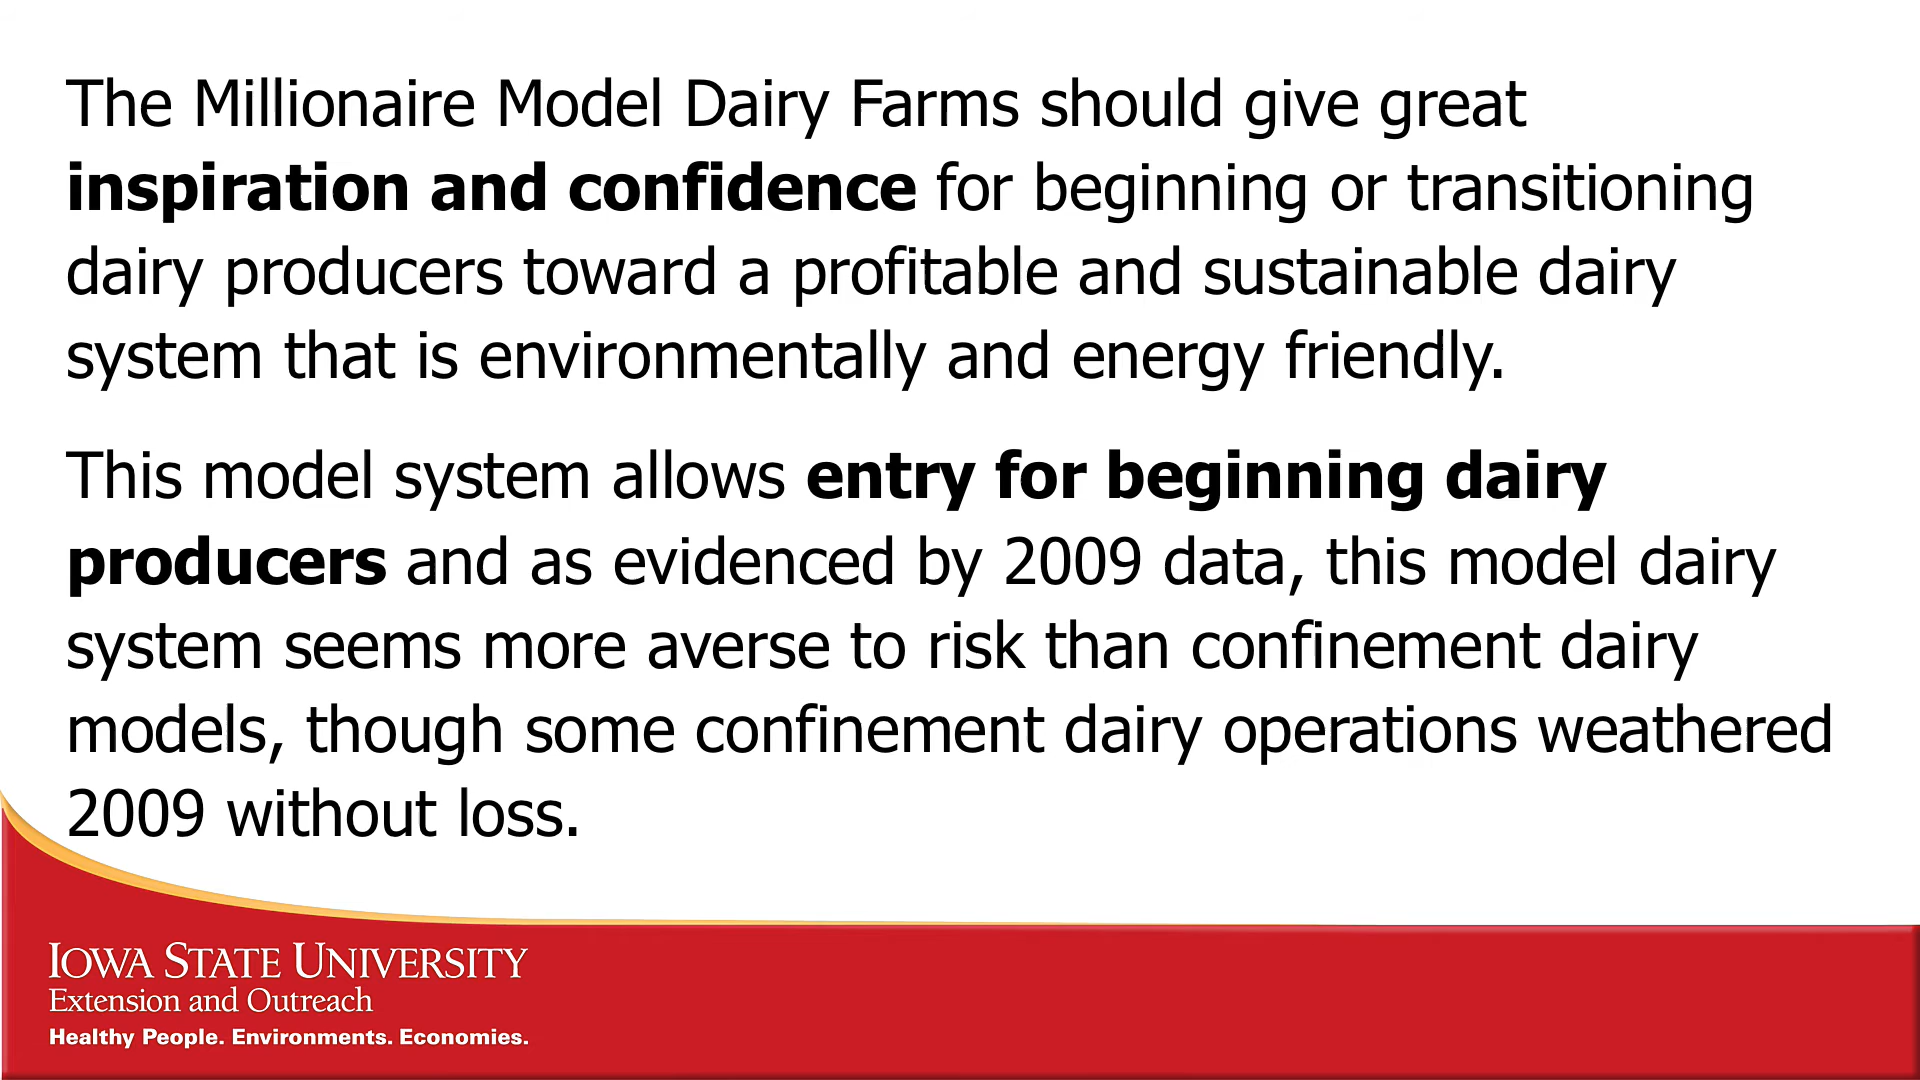 The Millionaire Model Dairy Farms should give great
inspiration and confidence for beginning or transitioning
dairy producers toward a profitable and sustainable dairy
system that is environmentally and energy friendly.
This model system allows entry for beginning dairy
producers and as evidenced by 2009 data, this model dairy
system seems more averse to risk than confinement dairy
models, though some confinement dairy operations weathered
2009 without loss.
IOWA STATE UNIVERSITY
Extension and Outreach
Healthy People. Environments. Economies.